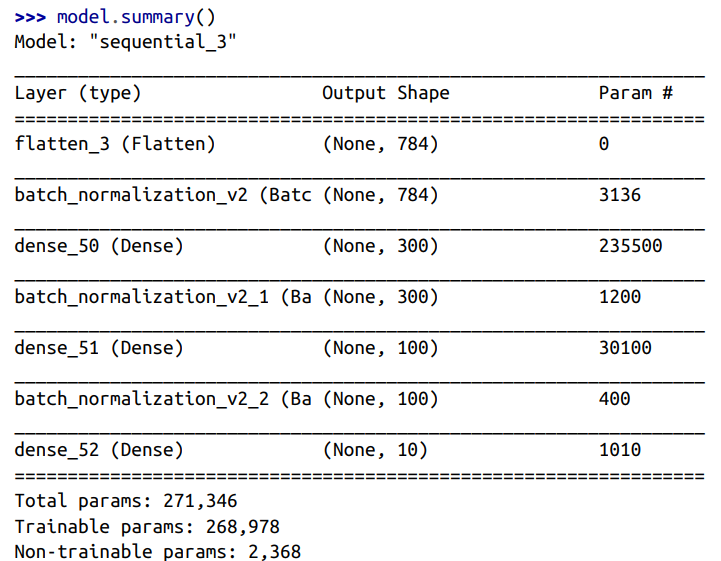 >>> model.summary()
Model: "sequential_3"
_________________________________________________________________
Layer (type)                 Output Shape              Param #
=================================================================
flatten_3 (Flatten)          (None, 784)               0
_________________________________________________________________
batch_normalization_v2 (Batc (None, 784)               3136
_________________________________________________________________
dense_50 (Dense)             (None, 300)               235500
_________________________________________________________________
batch_normalization_v2_1 (Ba (None, 300)               1200
_________________________________________________________________
dense_51 (Dense)             (None, 100)               30100
_________________________________________________________________
batch_normalization_v2_2 (Ba (None, 100)               400
_________________________________________________________________
dense_52 (Dense)             (None, 10)                1010
=================================================================
Total params: 271,346
Trainable params: 268,978
Non-trainable params: 2,368